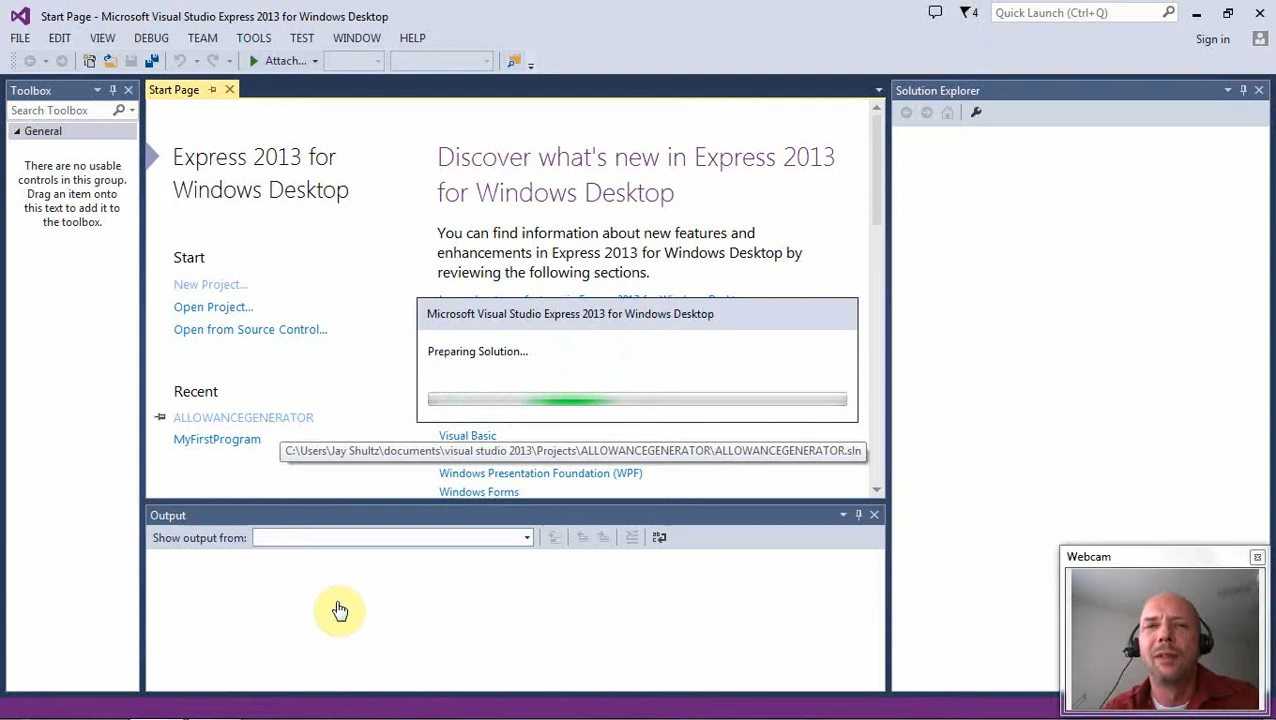 Start Page - Microsoft Visual Studio Express 2013 for Windows Desktop
4
Quick Launch (Ctrl+Q)
FILE EDIT VIEW DEBUG TEAM TOOLS TEST WINDOW HELP
Sign in
Attach...
Toolbox
Search Toolbox
General
There are no usable
controls in this group.
Drag an item onto
this text to add it to
the toolbox.
Start Page
Express 2013 for
Windows Desktop
Start
New Project...
Open Project...
Open from Source Control...
Recent
ALLOWANCEGENERATOR
MyFirstProgram
Discover what's new in Express 2013
for Windows Desktop
You can find information about new features and
enhancements in Express 2013 for Windows Desktop by
reviewing the following sections.
Microsoft Visual Studio Express 2013 for Windows Desktop
Preparing Solution...
Visual Basic
C:\Users\Jay Shultz\documents\visual studio 2013\Projects\ALLOWANCEGENERATOR\ALLOWANCEGENERATOR.sln
Windows Presentation Foundation (WPF)
Windows Forms
Output
Show output from:
Solution Explorer
Webcam